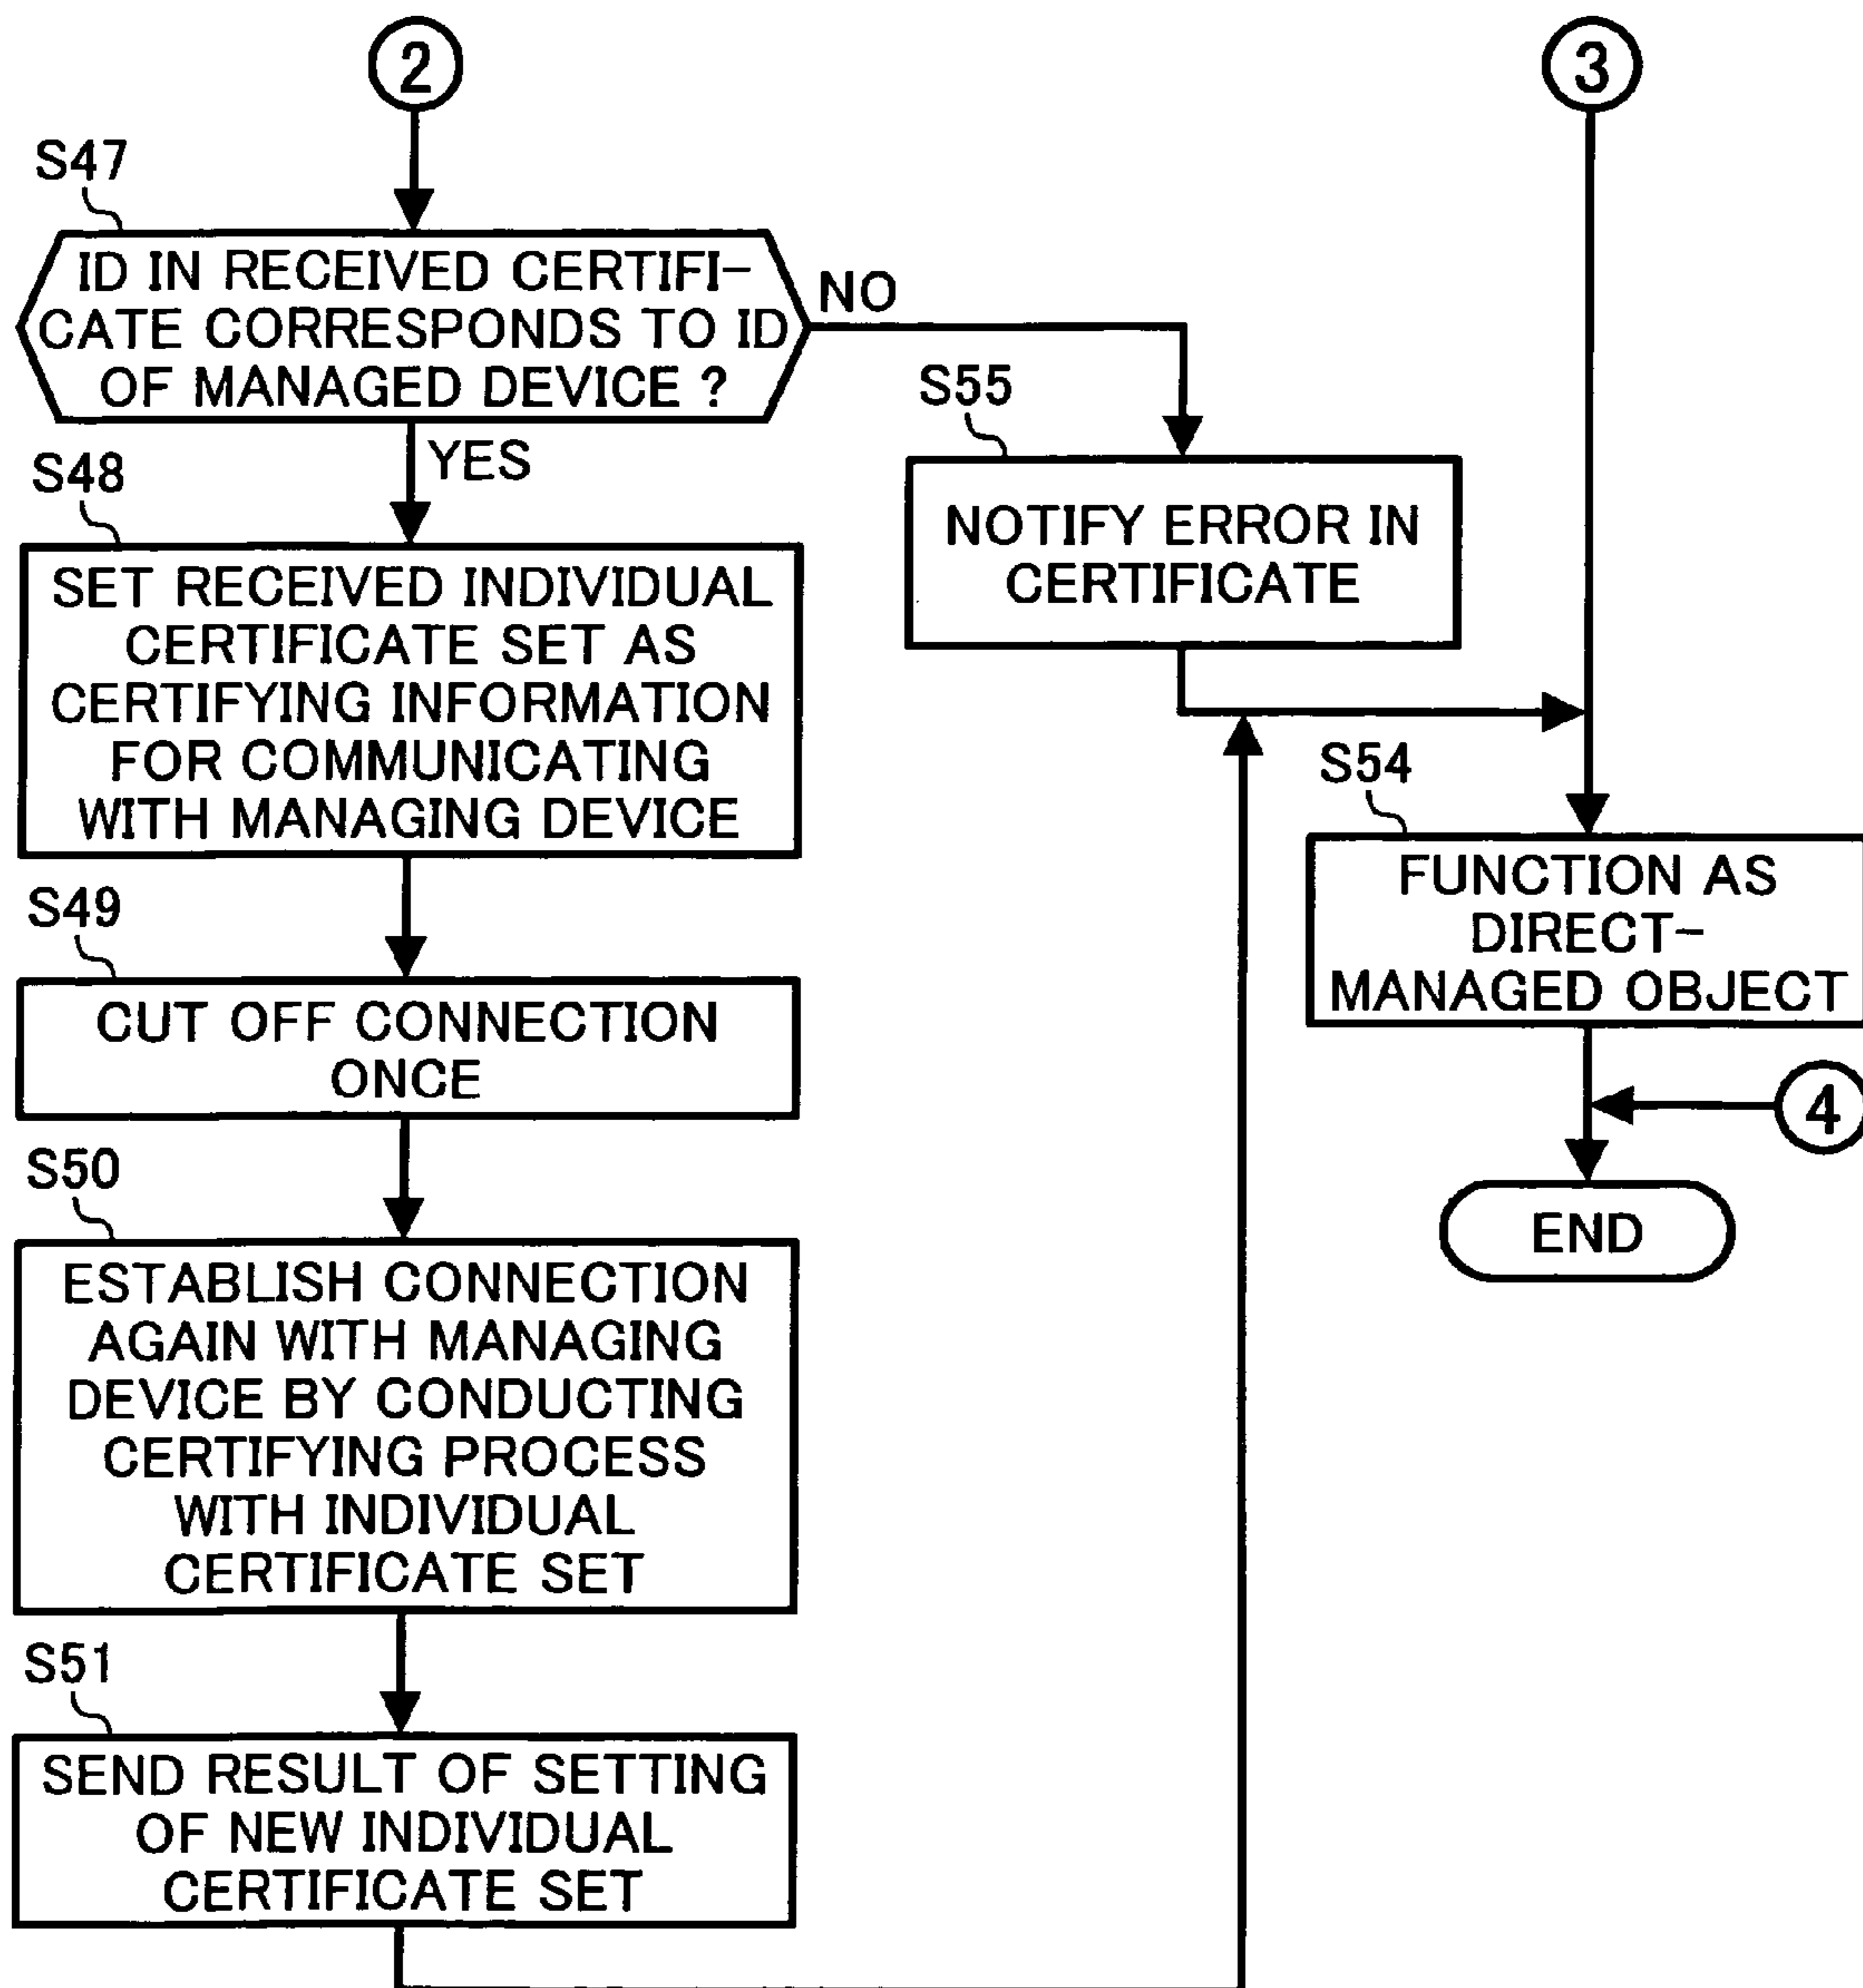 2
S47
ID IN RECEIVED CERTIFI-
CATE CORRESPONDS TO ID
OF MANAGED DEVICE ?
NO
YES
S48
SET RECEIVED INDIVIDUAL
CERTIFICATE SET AS
CERTIFYING INFORMATION
FOR COMMUNICATING
WITH MANAGING DEVICE
S49
CUT OFF CONNECTION
ONCE
S50
ESTABLISH CONNECTION
AGAIN WITH MANAGING
DEVICE BY CONDUCTING
CERTIFYING PROCESS
WITH INDIVIDUAL
CERTIFICATE SET
S51
SEND RESULT OF SETTING
OF NEW INDIVIDUAL
CERTIFICATE SET
S55
NOTIFY ERROR IN
CERTIFICATE
3
S54
FUNCTION AS
DIRECT-
MANAGED OBJECT
4
END